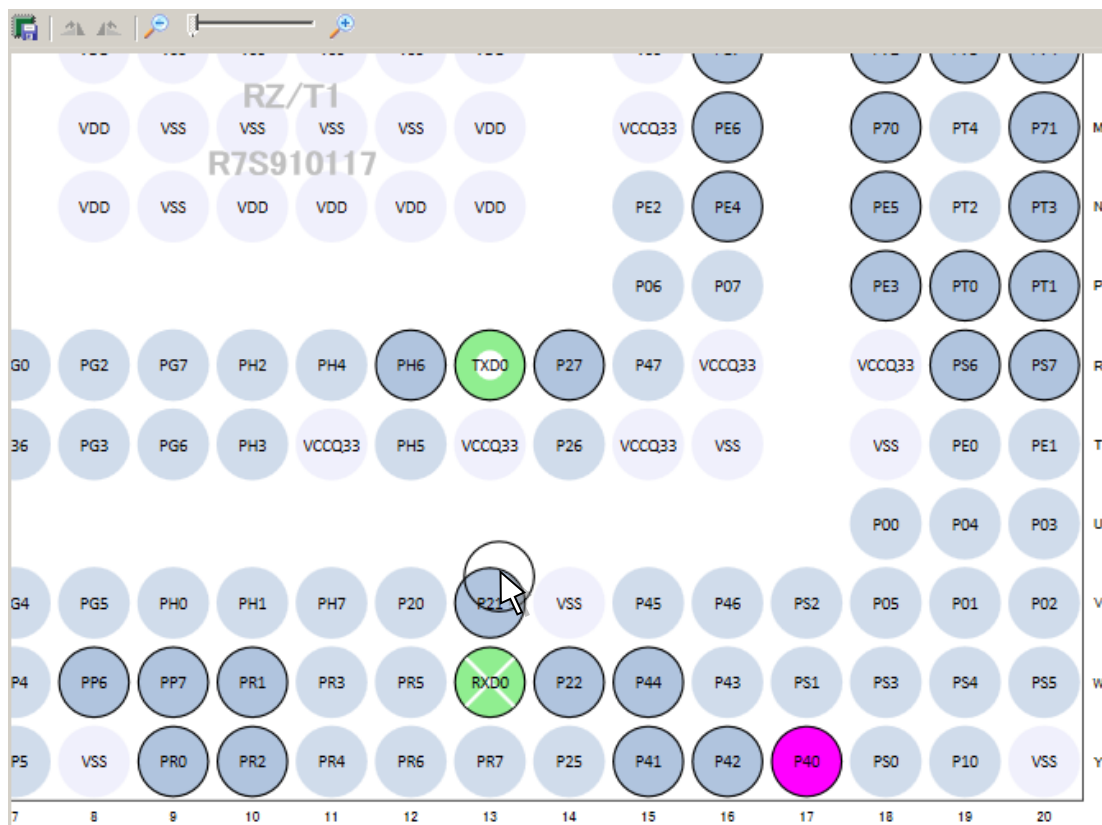 RZ/T1
R7S910117
VDD VSS VSS VSS VSS VDD VCCQ33 PE6 P70 PT4 P71 M
VDD VSS VDD VDD VDD VDD PE2 PE4 PE5 PT2 PT3 N
P06 P07 PE3 PT0 PT1 P
G0 PG2 PG7 PH2 PH4 PH6 TXD0 P27 P47 VCCQ33 VCCQ33 PS6 PS7 R
36 PG3 PG6 PH3 VCCQ33 PH5 VCCQ33 P26 VCCQ33 VSS VSS PE0 PE1 T
P00 P04 P03 U
G4 PG5 PH0 PH1 PH7 P20 P21 VSS P45 P46 PS2 P05 P01 P02 V
P4 PP6 PP7 PR1 PR3 PR5 RXD0 P22 P44 P43 PS1 PS3 PS4 PS5 W
P5 VSS PR0 PR2 PR4 PR6 PR7 P25 P41 P42 P40 PS0 P10 VSS Y
7 8 9 10 11 12 13 14 15 16 17 18 19 20